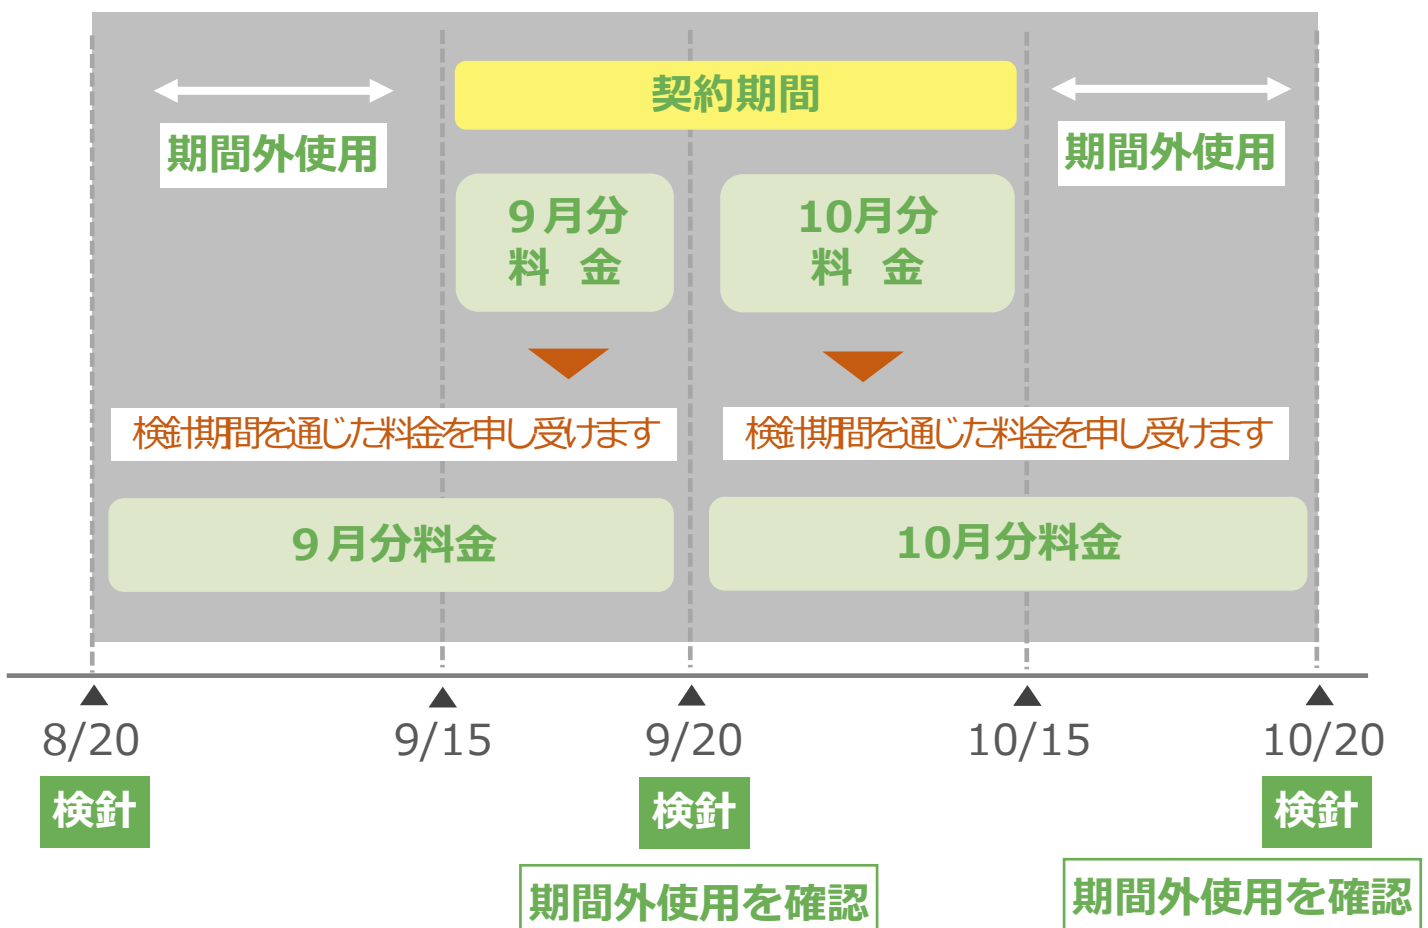 契約期間
期間外使用
期間外使用
９月分
料 金
10月分
料 金
検針期間を通じた料金を申し受けます
検針期間を通じた料金を申し受けます
９月分料金
10月分料金
8/20
9/15
9/20
10/15
10/20
検針
検針
検針
期間外使用を確認
期間外使用を確認